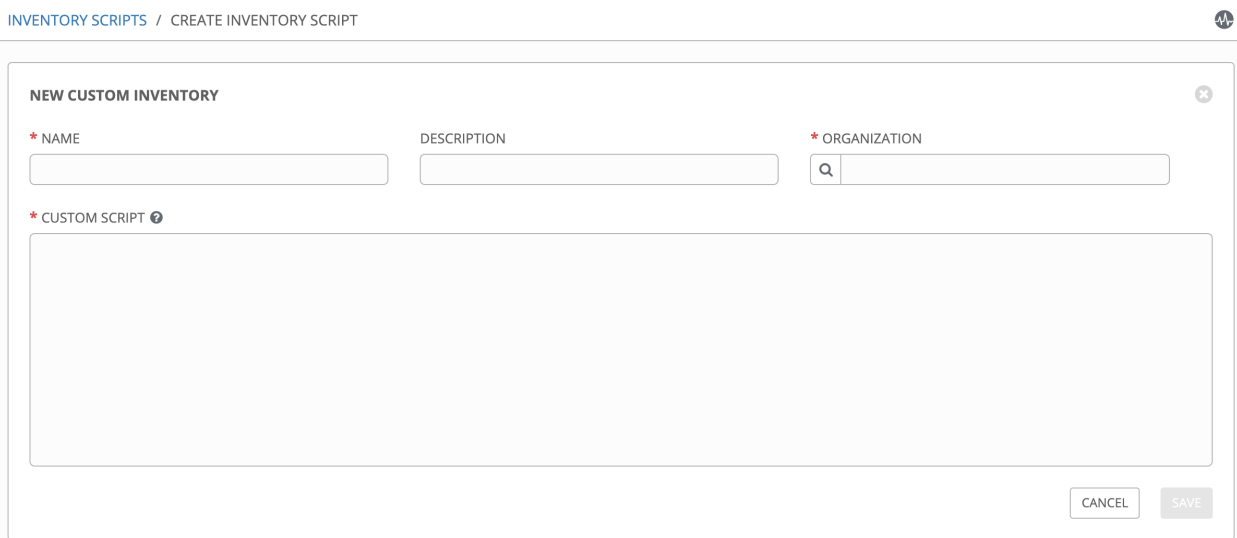 INVENTORY SCRIPTS / CREATE INVENTORY SCRIPT
NEW CUSTOM INVENTORY
* NAME
DESCRIPTION
* ORGANIZATION
* CUSTOM SCRIPT ?
CANCEL
SAVE